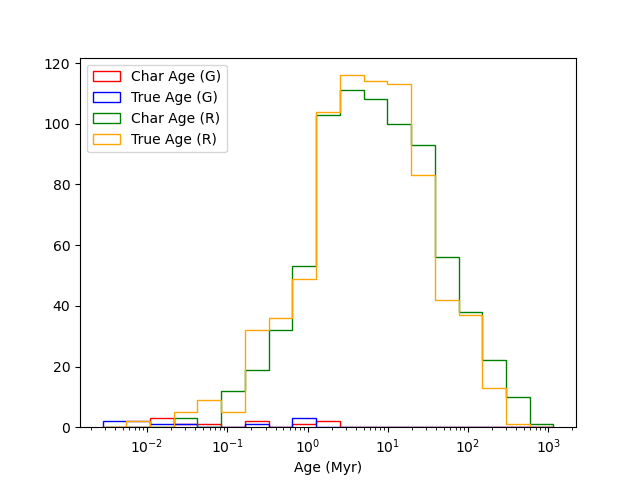 120
100
80
60
40
20
0
Char Age (G)
True Age (G)
Char Age (R)
True Age (R)
10⁻² 10⁻¹ 10⁰ 10¹ 10² 10³
Age (Myr)